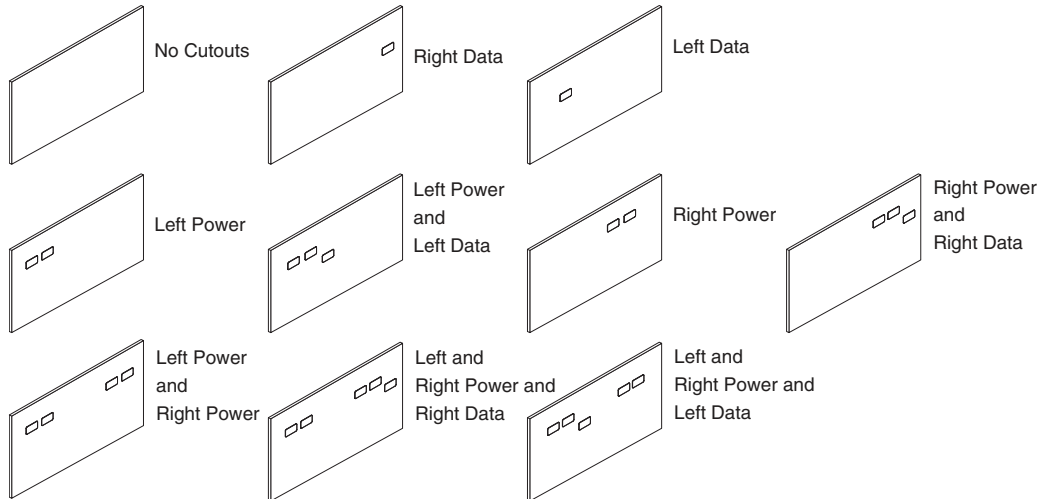 No Cutouts
Right Data
Left Data
Left Power
Left Power
and
Left Data
Right Power
Right Power
and
Right Data
Left Power
and
Right Power
Left and
Right Power and
Right Data
Left and
Right Power and
Left Data